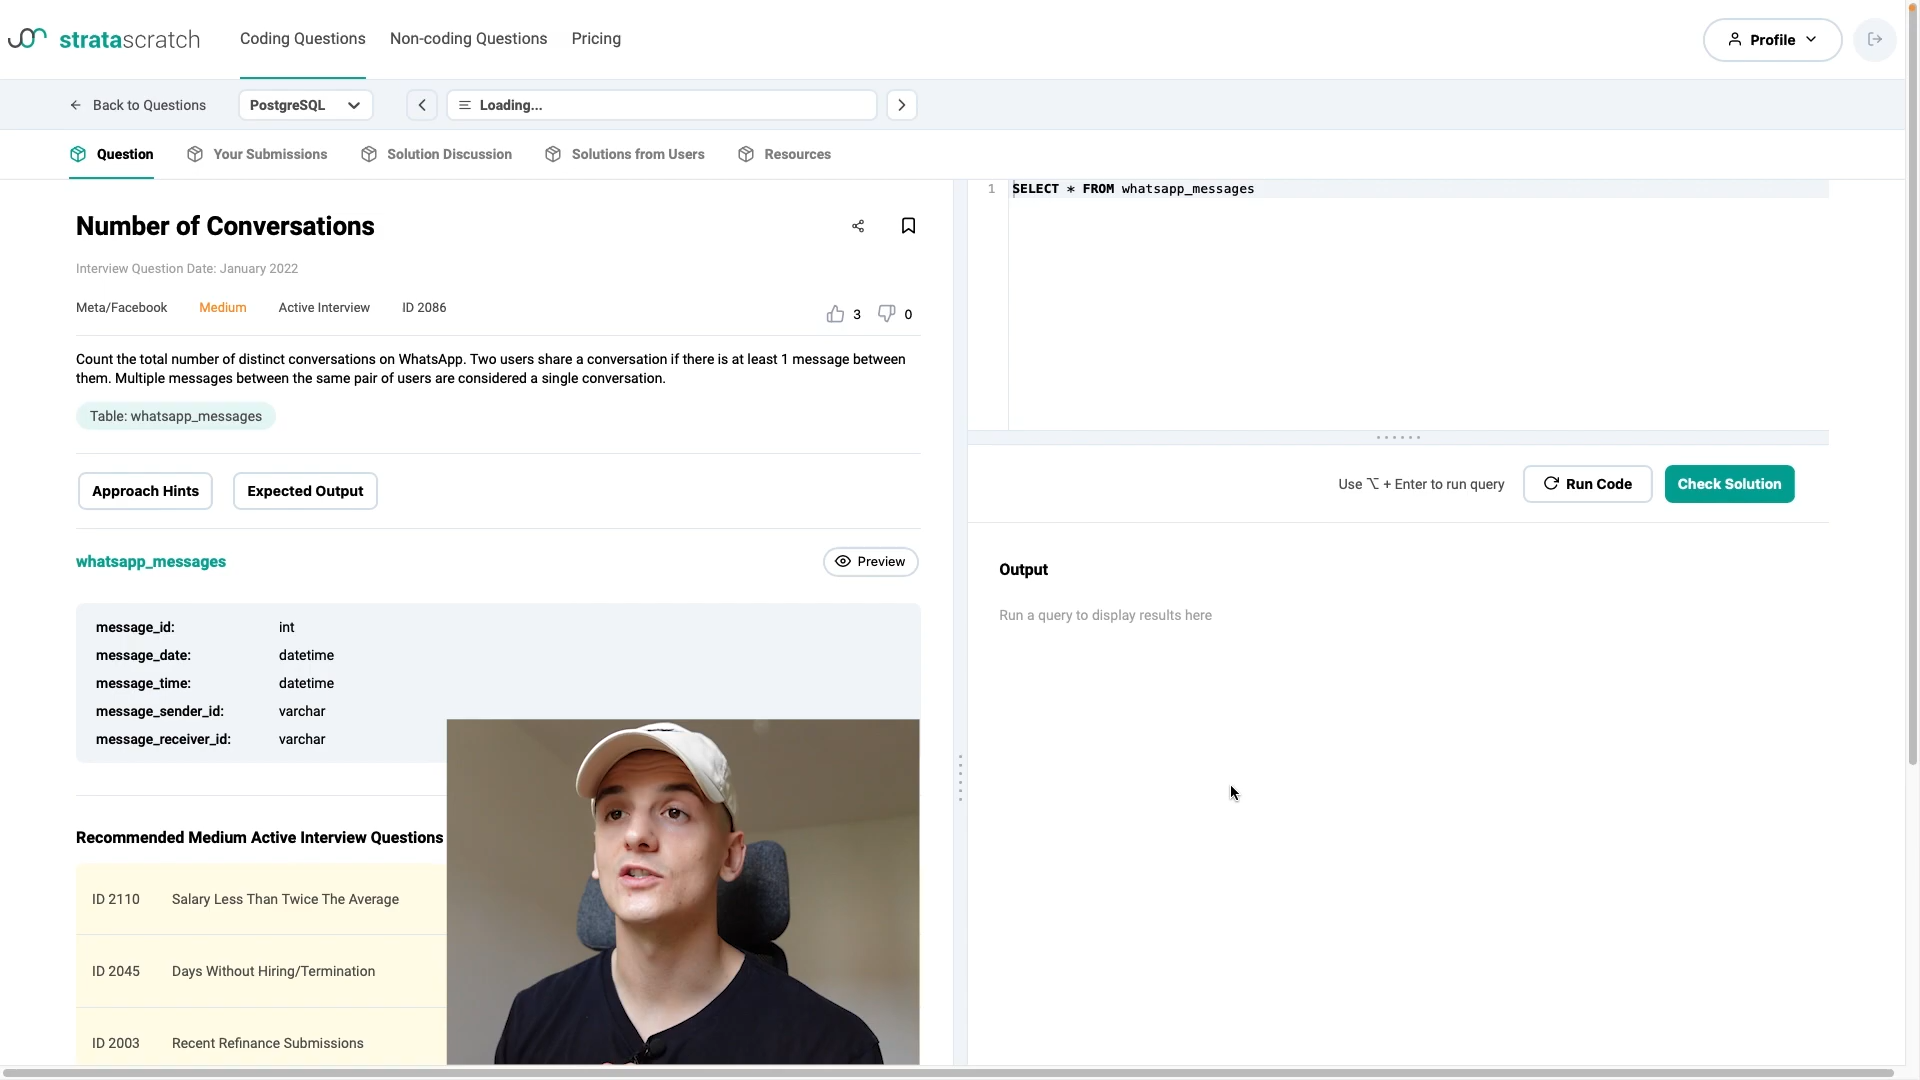 stratascratch
Coding Questions
Non-coding Questions
Pricing
Profile
Back to Questions
PostgreSQL
Loading...
Question
Your Submissions
Solution Discussion
Solutions from Users
Resources
Number of Conversations
Interview Question Date: January 2022
Meta/Facebook
Medium
Active Interview
ID 2086
3
0
Count the total number of distinct conversations on WhatsApp. Two users share a conversation if there is at least 1 message between
them. Multiple messages between the same pair of users are considered a single conversation.
Table: whatsapp_messages
Approach Hints
Expected Output
whatsapp_messages
Preview
message_id: int
message_date: datetime
message_time: datetime
message_sender_id: varchar
message_receiver_id: varchar
Recommended Medium Active Interview Questions
ID 2110 Salary Less Than Twice The Average
ID 2045 Days Without Hiring/Termination
ID 2003 Recent Refinance Submissions
1 SELECT * FROM whatsapp_messages
Use ⌥ + Enter to run query
Run Code
Check Solution
Output
Run a query to display results here